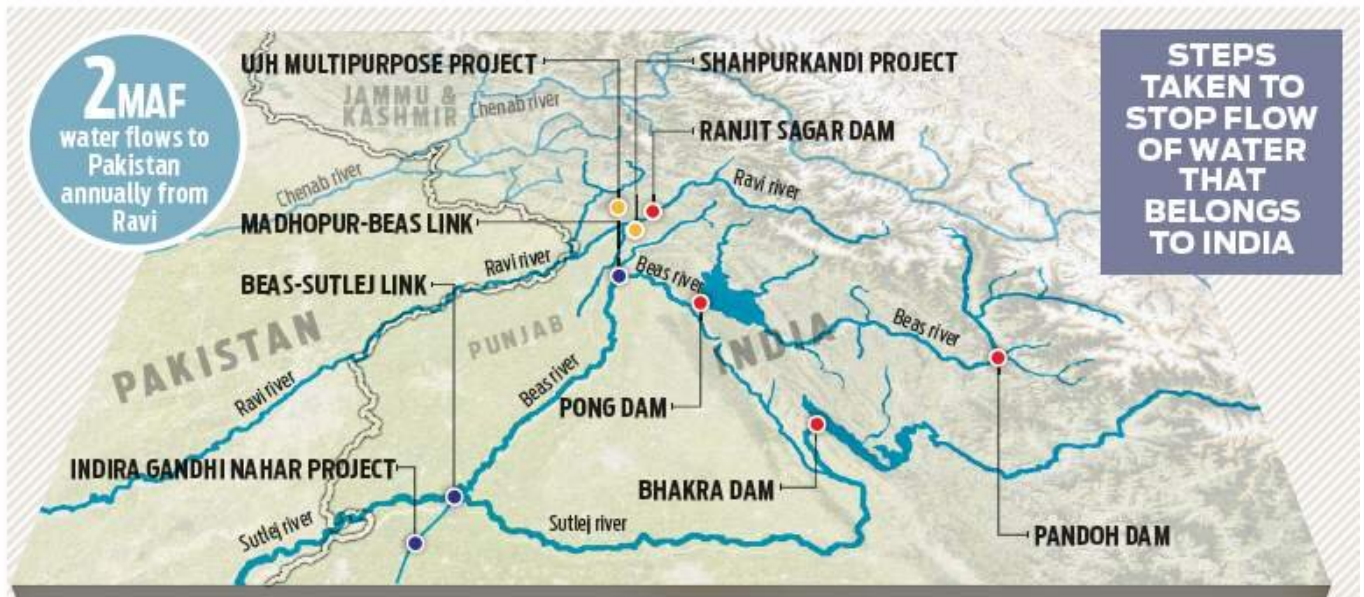 2MAF
water flows to
Pakistan
annually from
Ravi
UJH MULTIPURPOSE PROJECT
SHAHPURKANDI PROJECT
JAMMU &
KASHMIR
Chenab river
RANJIT SAGAR DAM
STEPS
TAKEN TO
STOP FLOW
OF WATER
THAT
BELONGS
TO INDIA
Chenab river
Ravi river
MADHOPUR-BEAS LINK
Ravi river
Beas river
BEAS-SUTLEJ LINK
PUNJAB
INDIA
Beas river
PAKISTAN
Ravi river
Beas river
PONG DAM
INDIRA GANDHI NAHAR PROJECT
BHAKRA DAM
Sutlej river
Sutlej river
PANDOH DAM